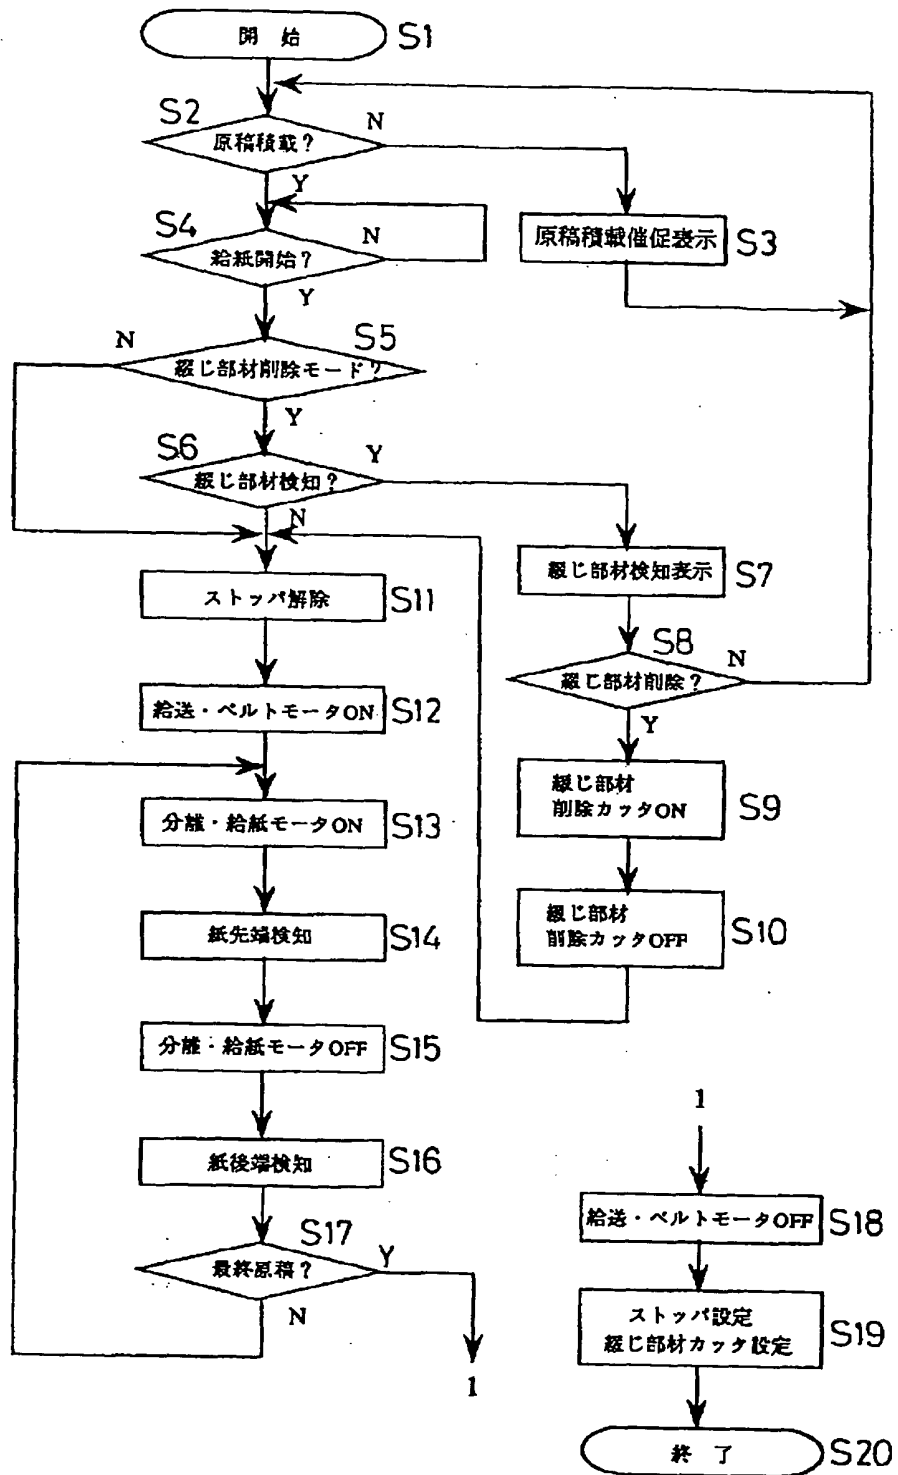 開 始 S1
S2 N
原稿積載?
Y
S4 N
給紙開始?
原稿積載催促表示 S3
Y
N S5
綴じ部材削除モード?
Y
S6 Y
綴じ部材検知?
N
綴じ部材検知表示 S7
ストッパ解除 S11
S8 N
綴じ部材削除?
Y
給送・ベルトモータON S12
綴じ部材
削除カッタON S9
分離・給紙モータON S13
綴じ部材
削除カッタOFF S10
紙先端検知 S14
分離・給紙モータOFF S15
紙後端検知 S16
S17 Y
最終原稿?
N
1
1
給送・ベルトモータOFF S18
ストッパ設定
綴じ部材カッタ設定 S19
終 了 S20